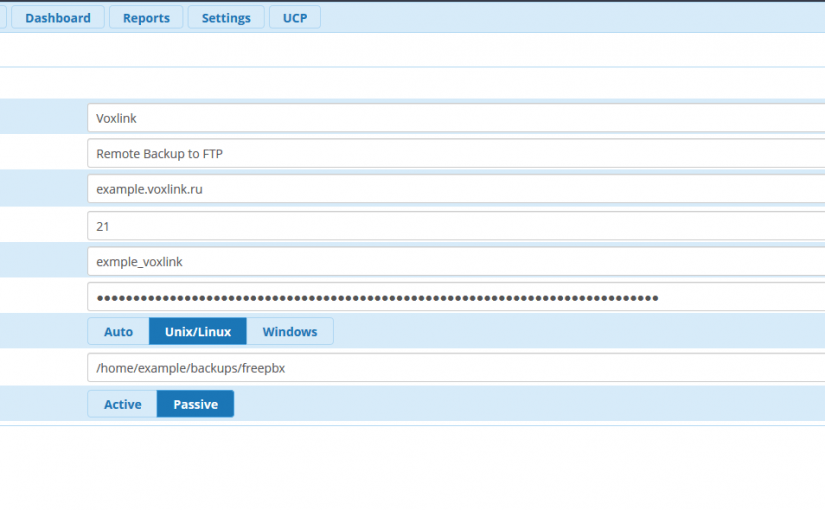 Dashboard Reports Settings UCP
Voxlink
Remote Backup to FTP
example.voxlink.ru
21
exmple_voxlink
Auto Unix/Linux Windows
/home/example/backups/freepbx
Active Passive